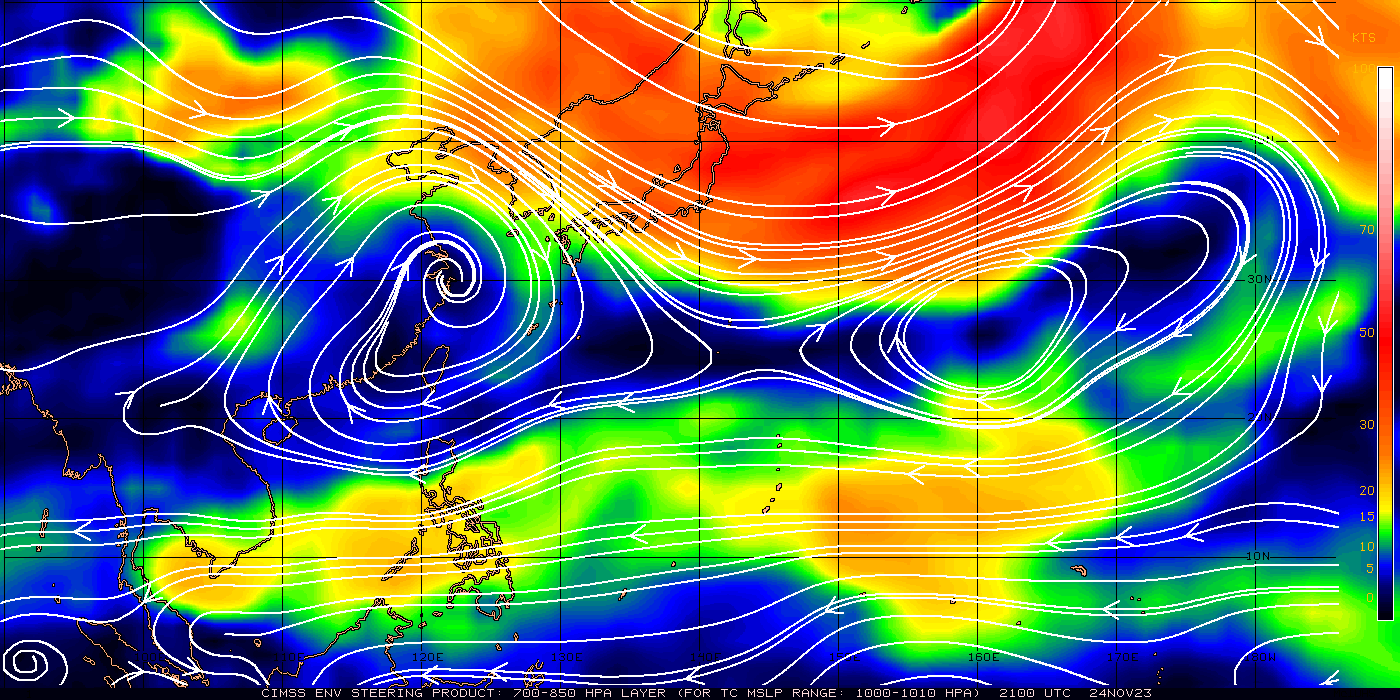 KTS
100
70
50
30
20
15
10
5
0
30N
10N
120E
130E
160E
170E
CIMSS ENV STEERING PRODUCT: 700-850 HPA LAYER (FOR TC MSLP RANGE: 1000-1010 HPA) 2100 UTC 24NOV23